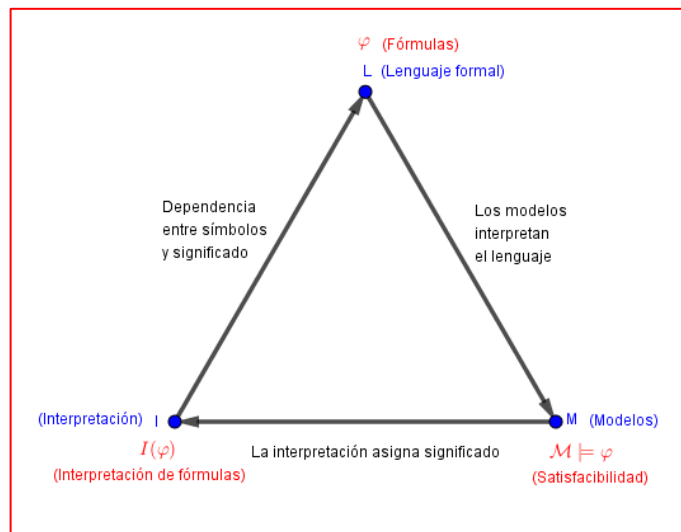 φ (Fórmulas)
L (Lenguaje formal)
Dependencia
entre símbolos
y significado
Los modelos
interpretan
el lenguaje
(Interpretación) I
M (Modelos)
I(φ)
(Interpretación de fórmulas)
La interpretación asigna significado
ℳ ⊨ φ
(Satisfacibilidad)